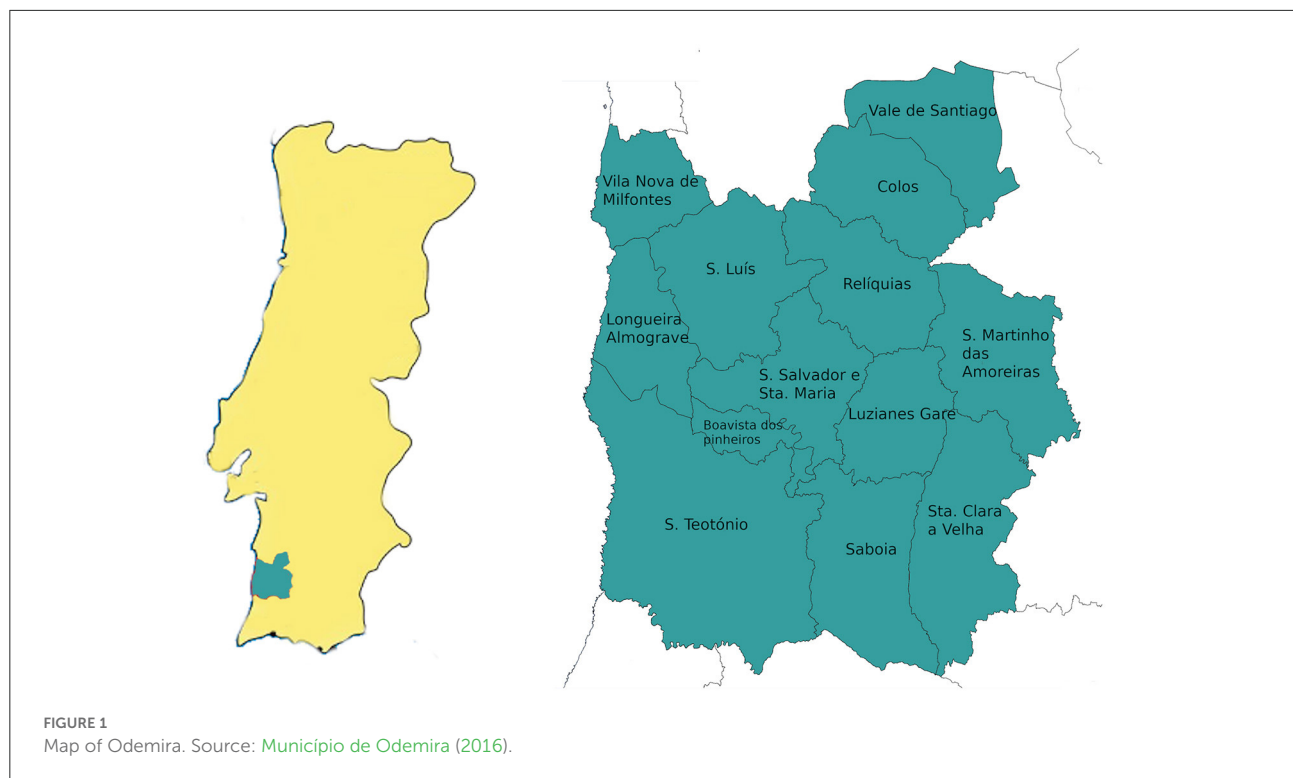 Vale de Santiago
Colos
Vila Nova de
Milfontes
S. Luís
Relíquias
Longueira
Almograve
S. Martinho
das
Amoreiras
S. Salvador e
Sta. Maria
Luzianes Gare
Boavista dos
pinheiros
S. Teotónio
Sta. Clara
a Velha
Saboia
FIGURE 1
Map of Odemira. Source: Município de Odemira (2016).